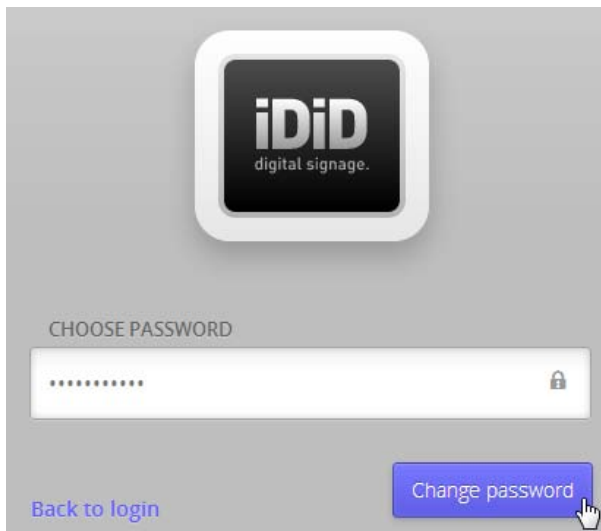 iDiD
digital signage.
CHOOSE PASSWORD
•••••••••••
Change password
Back to login